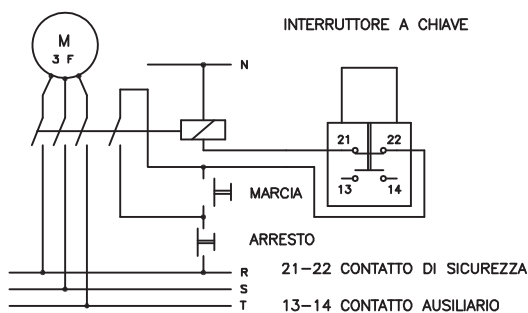 INTERRUTTORE A CHIAVE
M
3 F
N
21
22
13
14
MARCIA
ARRESTO
R
S
T
21-22 CONTATTO DI SICUREZZA
13-14 CONTATTO AUSILIARIO